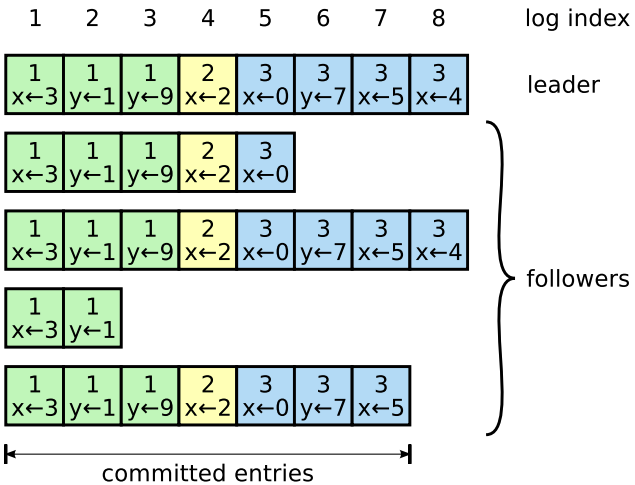 1 2 3 4 5 6 7 8 log index
1 1 1 2 3 3 3 3
x←3 y←1 y←9 x←2 x←0 y←7 x←5 x←4
leader
1 1 1 2 3
x←3 y←1 y←9 x←2 x←0
1 1 1 2 3 3 3 3
x←3 y←1 y←9 x←2 x←0 y←7 x←5 x←4
followers
1 1
x←3 y←1
1 1 1 2 3 3 3
x←3 y←1 y←9 x←2 x←0 y←7 x←5
committed entries